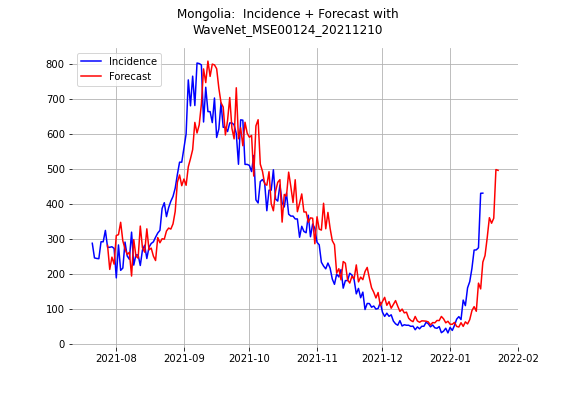 Mongolia:  Incidence + Forecast with
WaveNet_MSE00124_20211210
Incidence
Forecast
800
700
600
500
400
300
200
100
0
2021-08 2021-09 2021-10 2021-11 2021-12 2022-01 2022-02